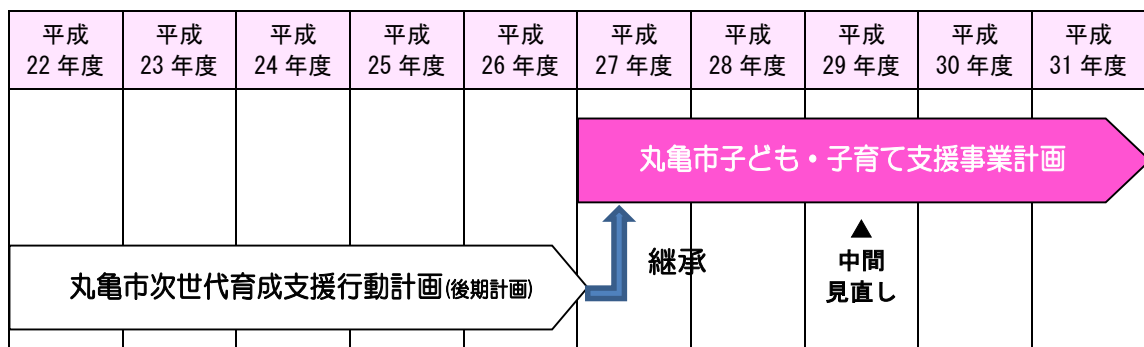 平成 平成 平成 平成 平成 平成 平成 平成 平成 平成
22 年度 23 年度 24 年度 25 年度 26 年度 27 年度 28 年度 29 年度 30 年度 31 年度
丸亀市子ども・子育て支援事業計画
▲
継承
中間
見直し
丸亀市次世代育成支援行動計画(後期計画)